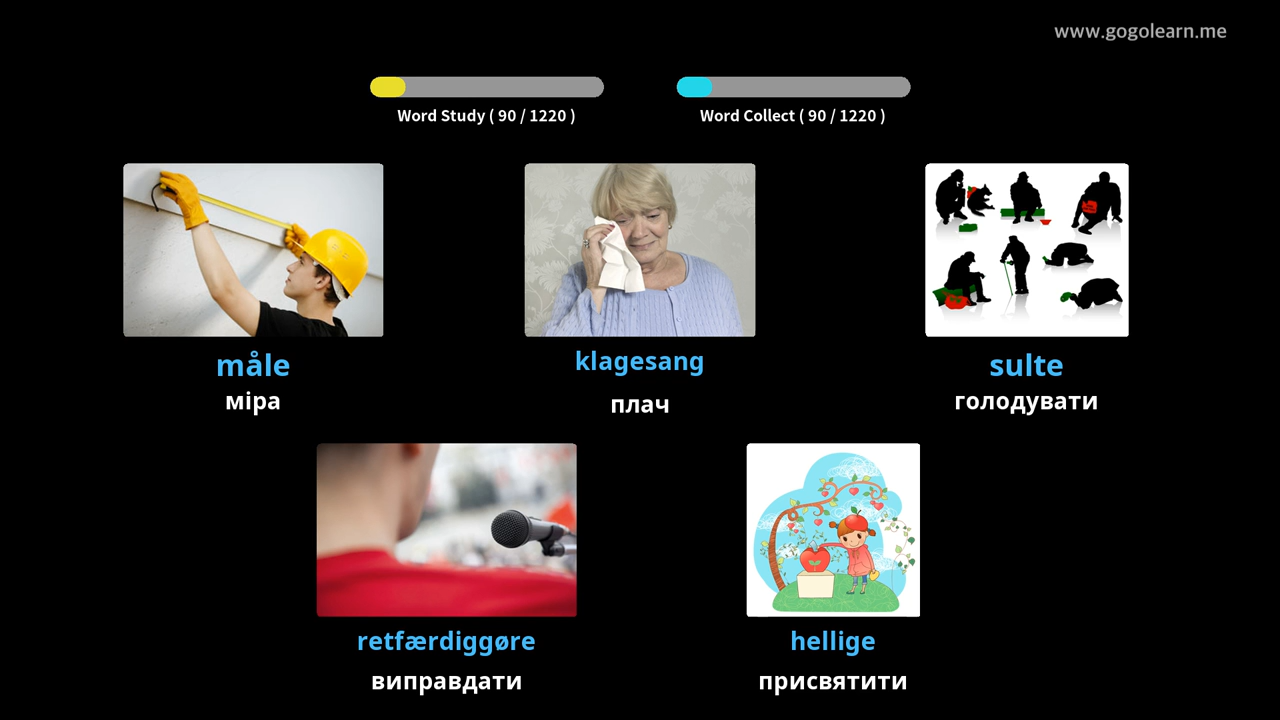 www.gogolearn.me
Word Study ( 90 / 1220 )
Word Collect ( 90 / 1220 )
måle
міра
klagesang
плач
sulte
голодувати
retfærdiggøre
виправдати
hellige
присвятити